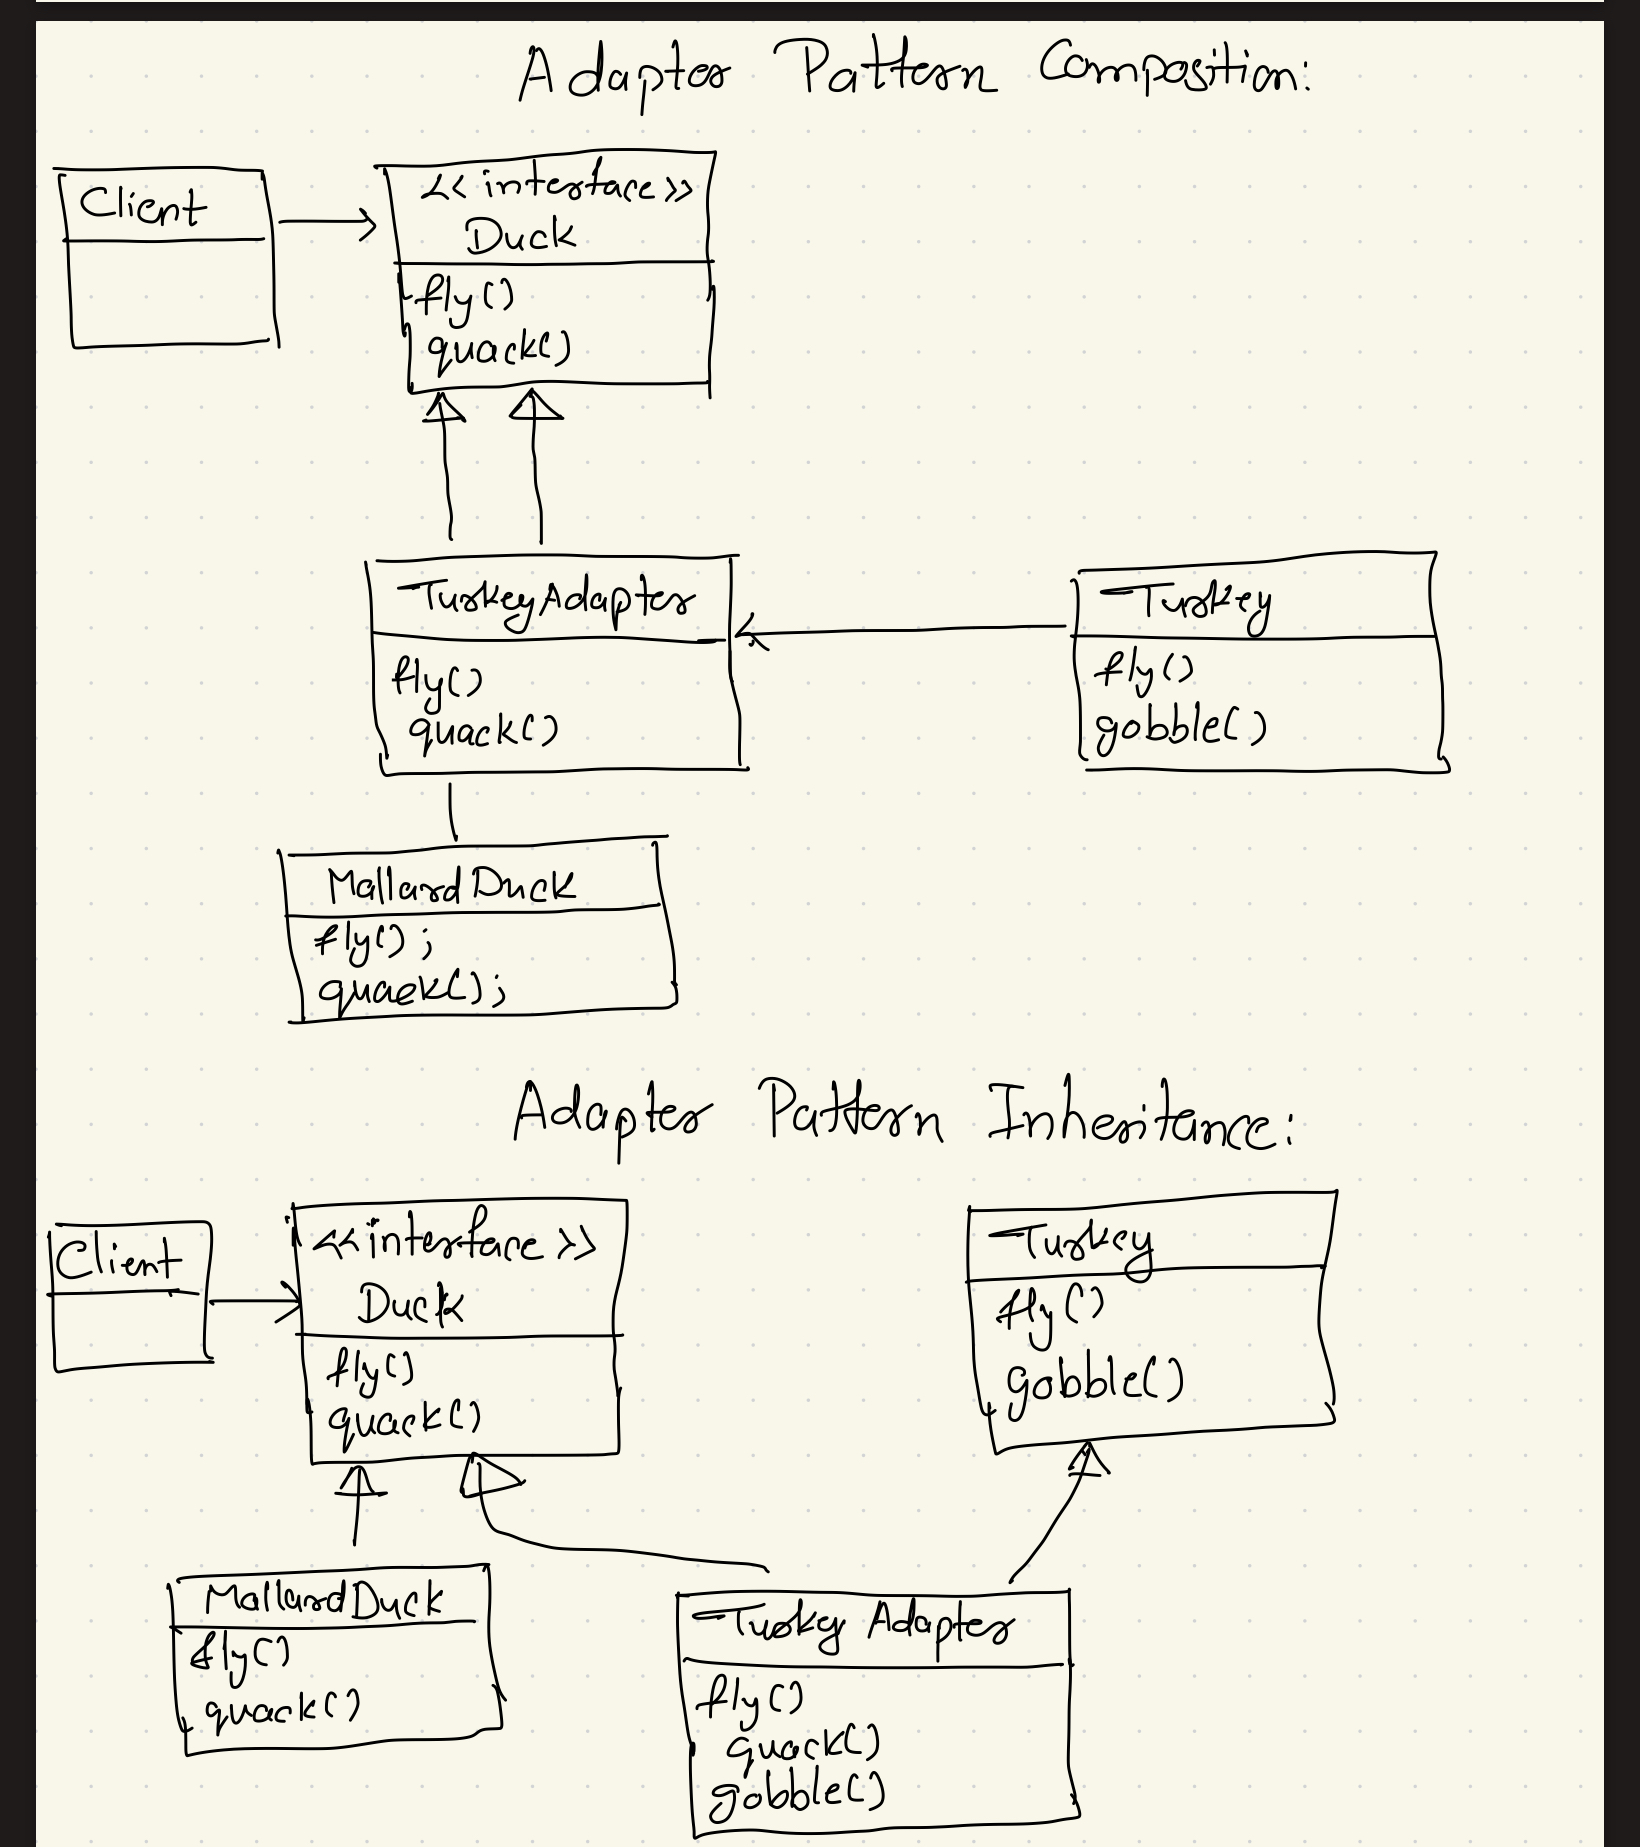 Adaptor Pattern Composition:
Client
<<interface>>
Duck
fly()
quack()
TurkeyAdapter
fly()
quack()
Turkey
fly()
gobble()
MallardDuck
fly();
quack();
Adapter Pattern Inheritance:
Client
<<interface>>
Duck
fly()
quack()
Turkey
fly()
gobble()
MallardDuck
fly()
quack()
Turkey Adapter
fly()
quack()
gobble()